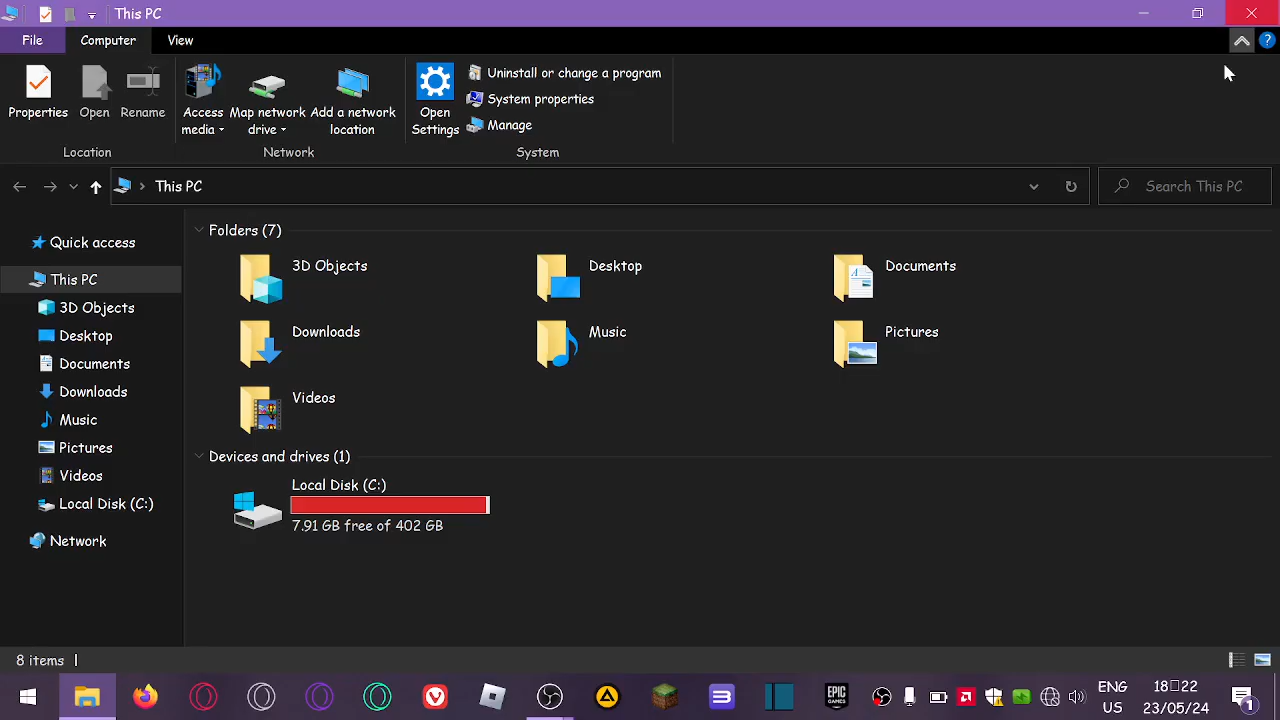 This PC
File Computer View
Properties Open Rename Access media Map network drive Add a network location Open Settings
Uninstall or change a program
System properties
Manage
Location Network System
This PC
Search This PC
Quick access
This PC
3D Objects
Desktop
Documents
Downloads
Music
Pictures
Videos
Local Disk (C:)
Network
Folders (7)
3D Objects Desktop Documents
Downloads Music Pictures
Videos
Devices and drives (1)
Local Disk (C:)
7.91 GB free of 402 GB
8 items
EPIC GAMES
ENG
US
18□22
23/05/24
1